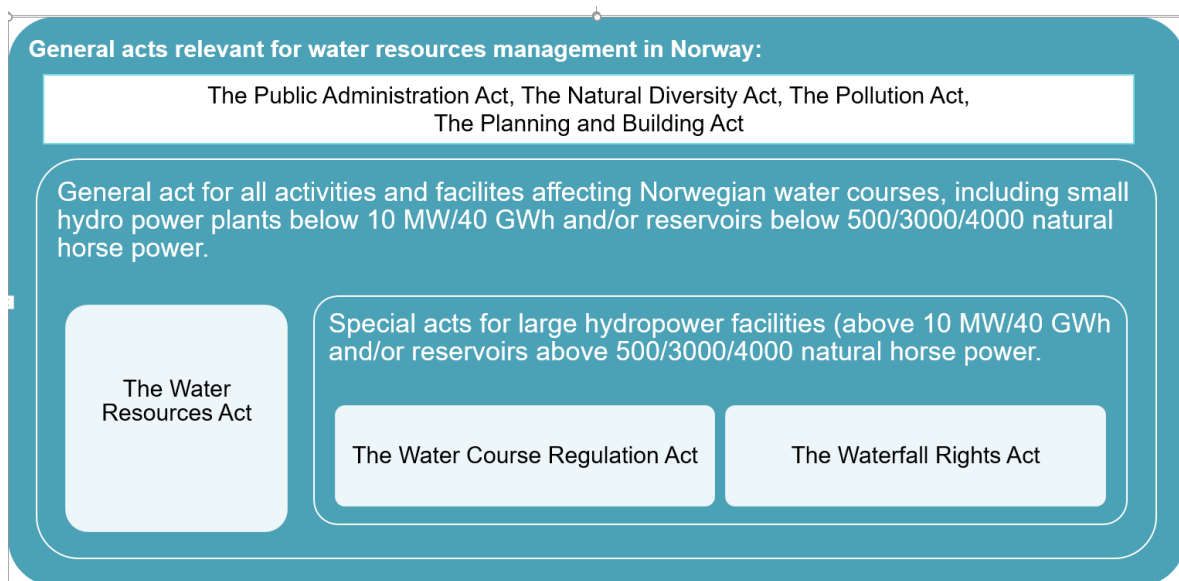 General acts relevant for water resources management in Norway:
The Public Administration Act, The Natural Diversity Act, The Pollution Act,
The Planning and Building Act
General act for all activities and facilites affecting Norwegian water courses, including small
hydro power plants below 10 MW/40 GWh and/or reservoirs below 500/3000/4000 natural
horse power.
The Water
Resources Act
Special acts for large hydropower facilities (above 10 MW/40 GWh
and/or reservoirs above 500/3000/4000 natural horse power.
The Water Course Regulation Act
The Waterfall Rights Act